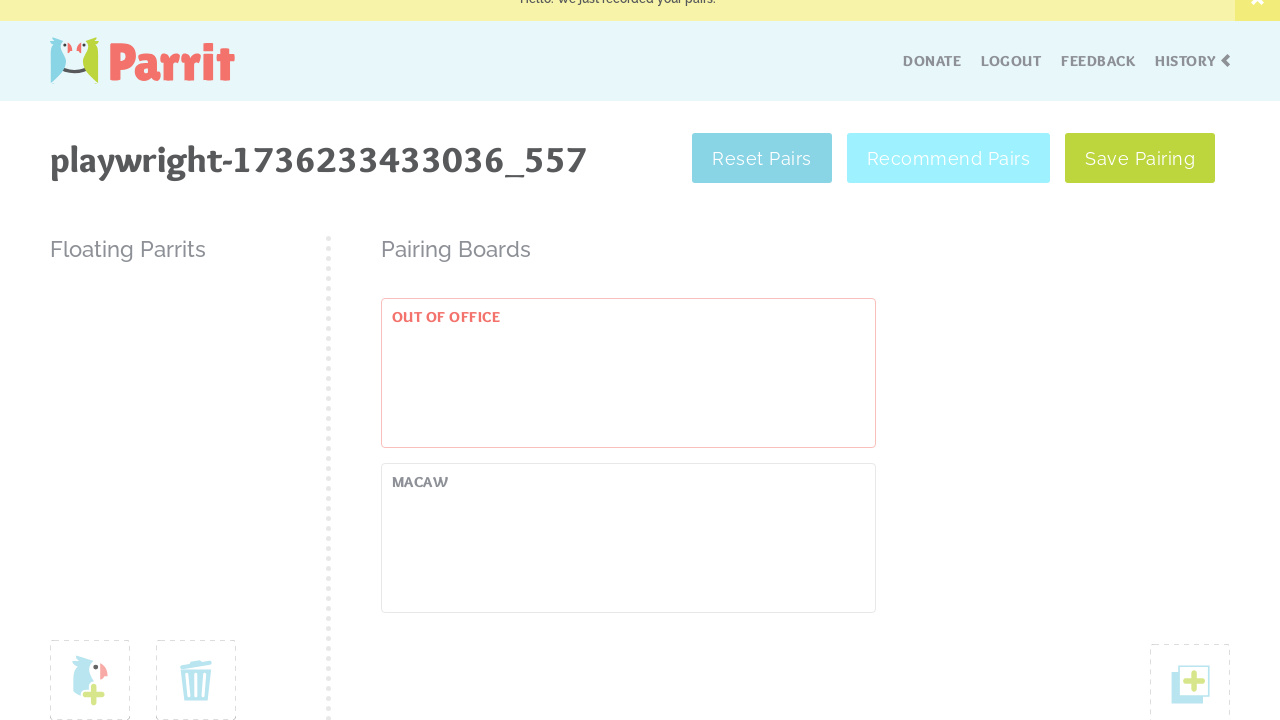 Hello. We just recorded your pairs.
Parrit
DONATE
LOGOUT
FEEDBACK
HISTORY
playwright-1736233433036_557
Reset Pairs
Recommend Pairs
Save Pairing
Floating Parrits
Pairing Boards
OUT OF OFFICE
MACAW